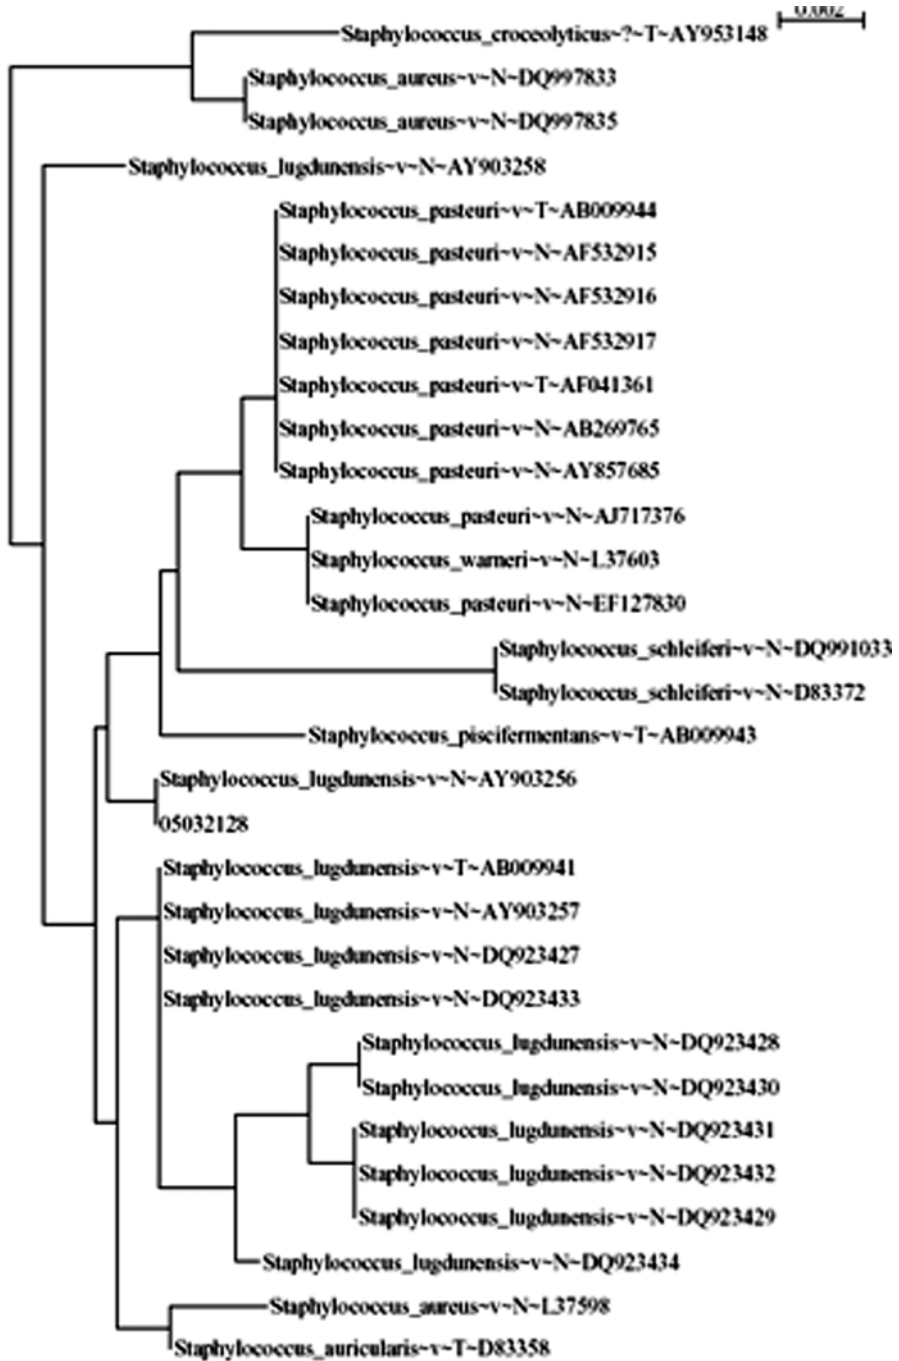 0.002
Staphylococcus_croceolyticus~?~T~AY953148
Staphylococcus_aureus~v~N~DQ997833
Staphylococcus_aureus~v~N~DQ997835
Staphylococcus_lugdunensis~v~N~AY903258
Staphylococcus_pasteuri~v~T~AB009944
Staphylococcus_pasteuri~v~N~AF532915
Staphylococcus_pasteuri~v~N~AF532916
Staphylococcus_pasteuri~v~N~AF532917
Staphylococcus_pasteuri~v~T~AF041361
Staphylococcus_pasteuri~v~N~AB269765
Staphylococcus_pasteuri~v~N~AY857685
Staphylococcus_pasteuri~v~N~AJ717376
Staphylococcus_warneri~v~N~L37603
Staphylococcus_pasteuri~v~N~EF127830
Staphylococcus_schleiferi~v~N~DQ991033
Staphylococcus_schleiferi~v~N~D83372
Staphylococcus_piscifermentans~v~T~AB009943
Staphylococcus_lugdunensis~v~N~AY903256
05032128
Staphylococcus_lugdunensis~v~T~AB009941
Staphylococcus_lugdunensis~v~N~AY903257
Staphylococcus_lugdunensis~v~N~DQ923427
Staphylococcus_lugdunensis~v~N~DQ923433
Staphylococcus_lugdunensis~v~N~DQ923428
Staphylococcus_lugdunensis~v~N~DQ923430
Staphylococcus_lugdunensis~v~N~DQ923431
Staphylococcus_lugdunensis~v~N~DQ923432
Staphylococcus_lugdunensis~v~N~DQ923429
Staphylococcus_lugdunensis~v~N~DQ923434
Staphylococcus_aureus~v~N~L37598
Staphylococcus_auricularis~v~T~D83358